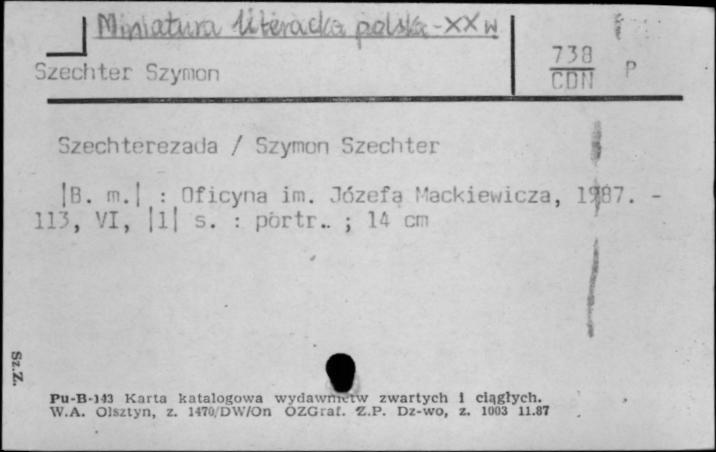 Miniatura literacka polska - XX w
Szechter Szymon
738
CDN
P
Szechterezada / Szymon Szechter
|B. m.| : Oficyna im. Józefa Mackiewicza, 1987. -
113, VI, |1| s. : portr.. ; 14 cm
Sz.Z.
Pu-B-143 Karta katalogowa wydawnictw zwartych i ciągłych.
W.A. Olsztyn, z. 1470/DW/On OZGraf. Z.P. Dz-wo, z. 1003 11.87